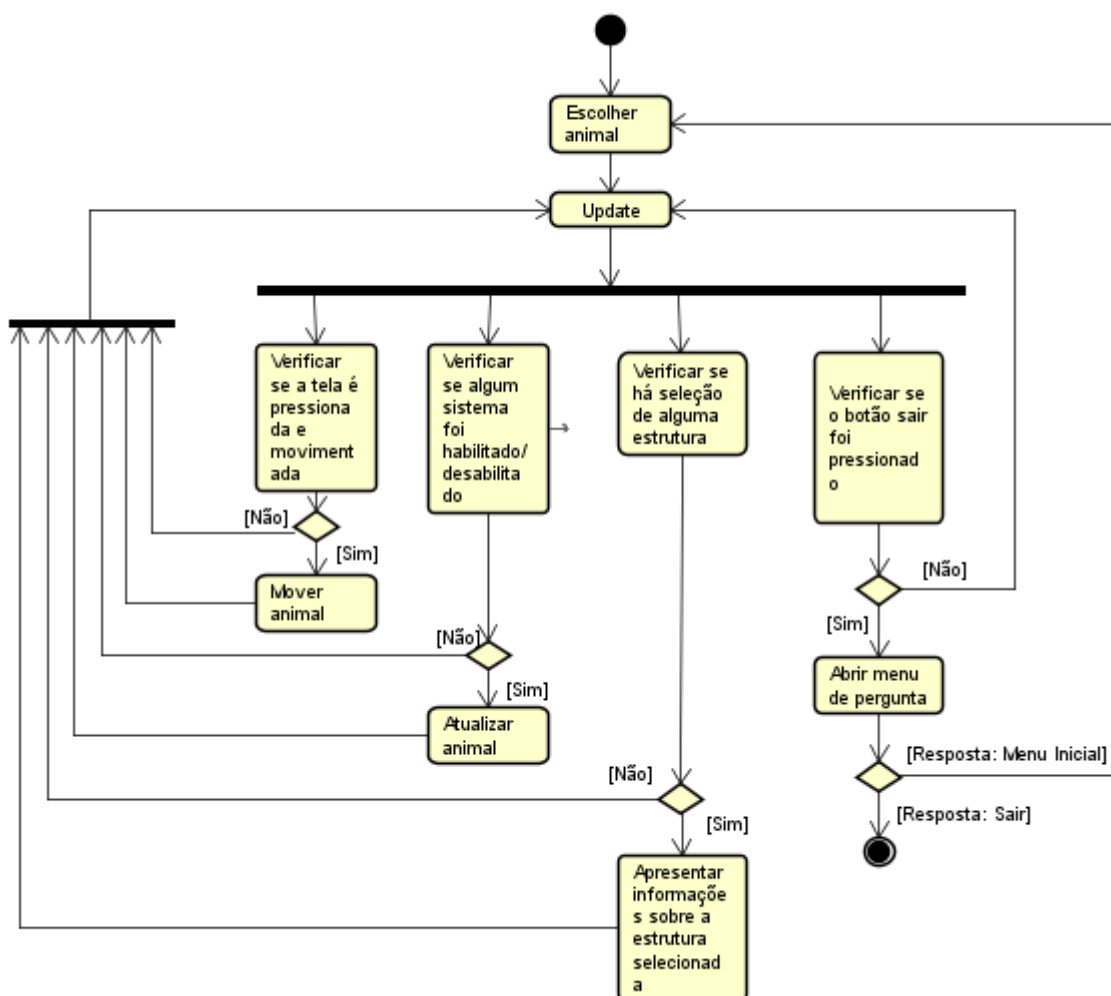 Escolher
animal
Update
Verificar
se a tela é
pressiona
da e
moviment
ada
Verificar
se algum
sistema
foi
habilitado/
desabilita
do
Verificar se
há seleção
de alguma
estrutura
Verificar se
o botão sair
foi
pressionad
o
[Não]
[Sim]
Mover
animal
[Não]
[Sim]
Atualizar
animal
[Não]
[Sim]
Apresentar
informaçõe
s sobre a
estrutura
selecionad
a
[Não]
[Sim]
Abrir menu
de pergunta
[Resposta: Menu Inicial]
[Resposta: Sair]